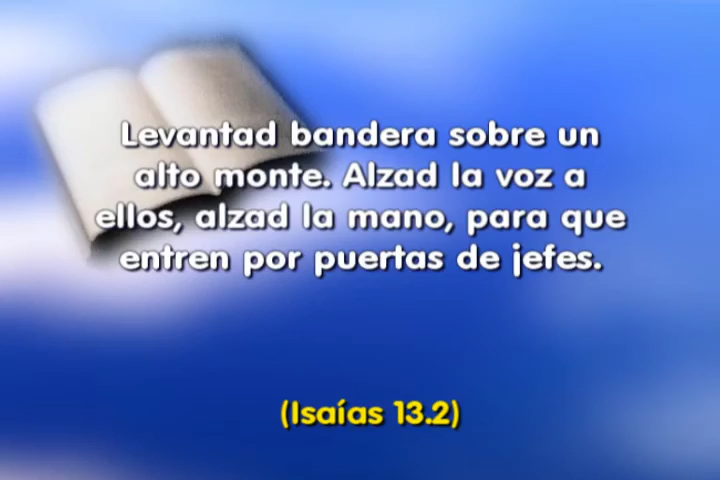 Levantad bandera sobre un
alto monte. Alzad la voz a
ellos, alzad la mano, para que
entren por puertas de jefes.
(Isaías 13.2)